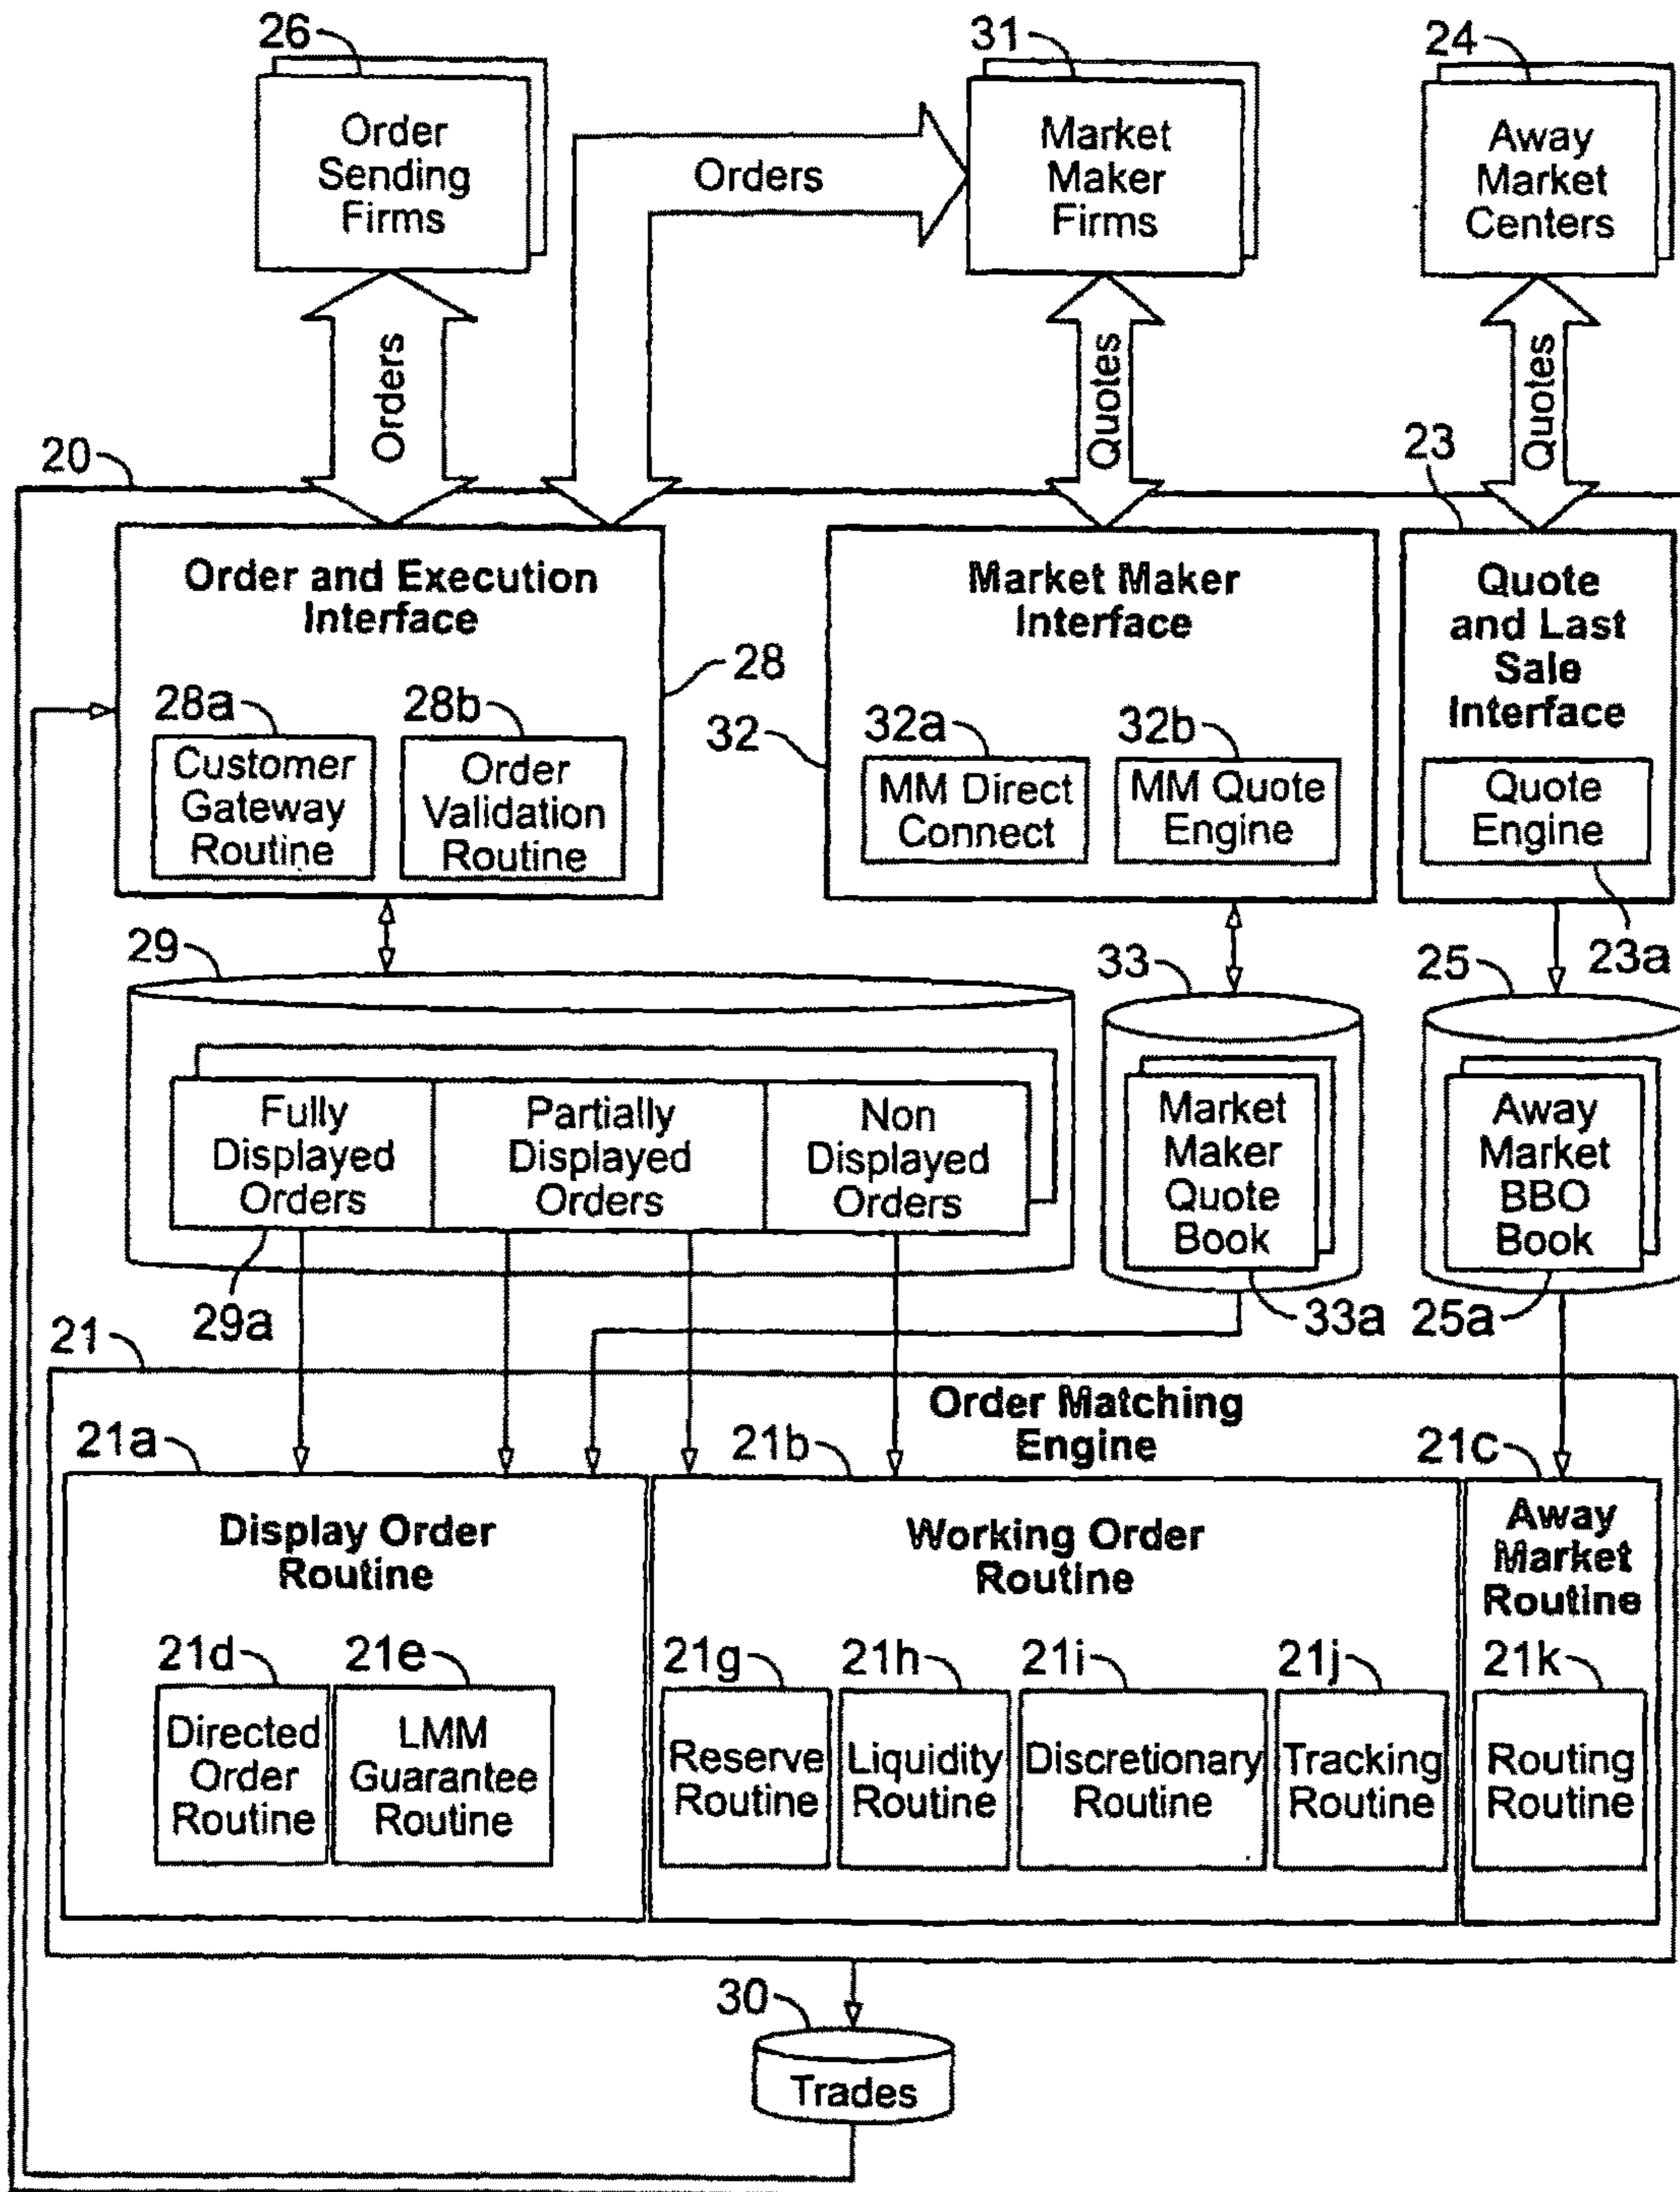 26
31
24
Order
Sending
Firms
Orders
Market
Maker
Firms
Away
Market
Centers
Orders
Quotes
Quotes
20
23
Order and Execution
Interface
28
28a
Customer
Gateway
Routine
28b
Order
Validation
Routine
Market Maker
Interface
32
32a
MM Direct
Connect
32b
MM Quote
Engine
Quote
and Last
Sale
Interface
Quote
Engine
23a
29
Fully
Displayed
Orders
Partially
Displayed
Orders
Non
Displayed
Orders
29a
33
Market
Maker
Quote
Book
33a
25
Away
Market
BBO
Book
25a
21
Order Matching
Engine
21a
Display Order
Routine
21d
Directed
Order
Routine
21e
LMM
Guarantee
Routine
21b
Working Order
Routine
21g
Reserve
Routine
21h
Liquidity
Routine
21i
Discretionary
Routine
21j
Tracking
Routine
21c
Away
Market
Routine
21k
Routing
Routine
30
Trades